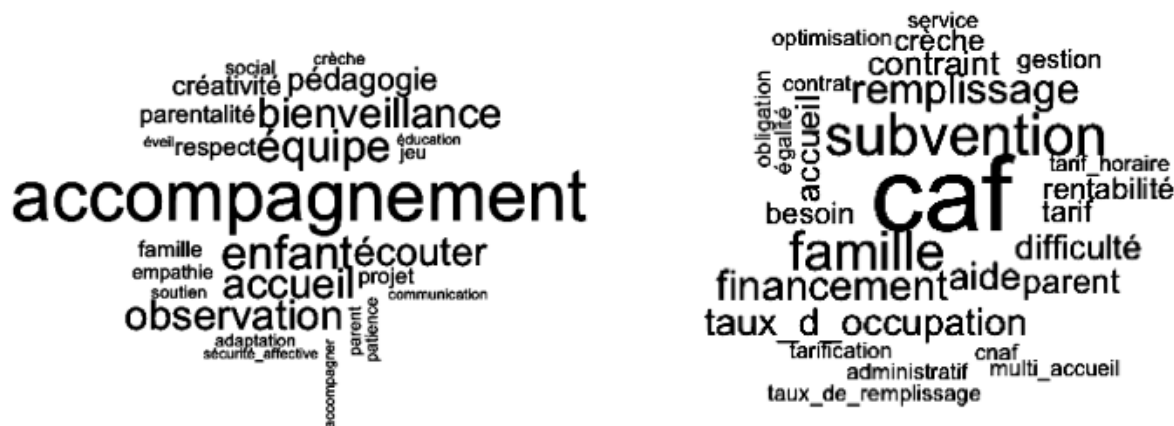 crèche
social
créativité pédagogie
parentalité bienveillance
éveil respect équipe éducation
jeu
accompagnement
famille enfant écouter
empathie accueil projet
soutien communication
observation
adaptation
sécurité_affective
parent
patience
accompagner
service
optimisation crèche
contraint gestion
contrat remplissage
obligation
égalité
accueil
subvention
caf
tarif_horaire
rentabilité
besoin tarif
famille difficulté
financement aide parent
taux_d_occupation
tarification cnaf
administratif multi_accueil
taux_de_remplissage